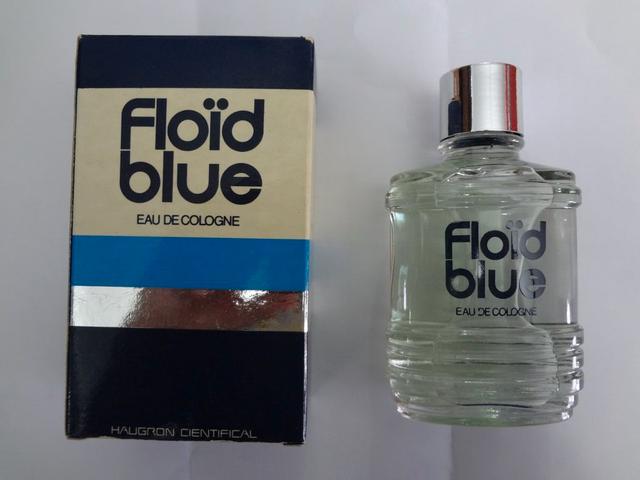 Floïd
blue
EAU DE COLOGNE
HAUGRON CIENTIFICAL
Floïd
blue
EAU DE COLOGNE